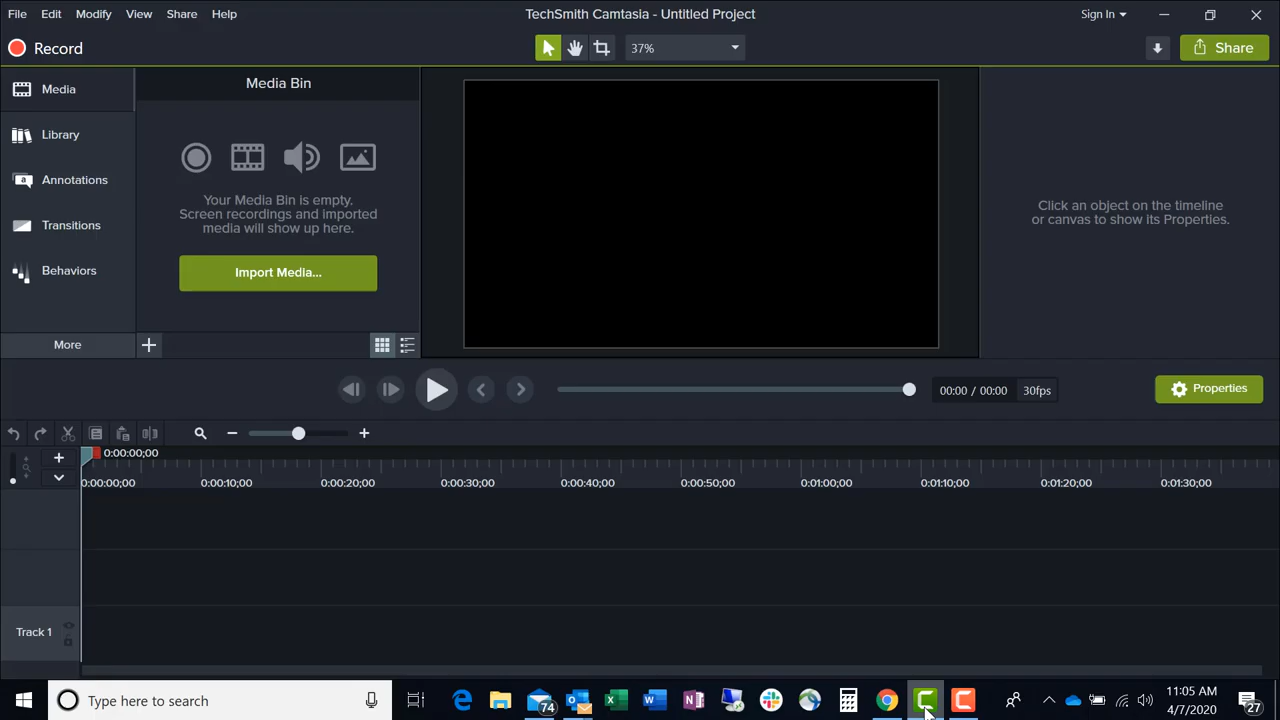 File Edit Modify View Share Help
TechSmith Camtasia - Untitled Project
Sign In
Record
37%
Share
Media
Library
Annotations
Transitions
Behaviors
More
Media Bin
Your Media Bin is empty.
Screen recordings and imported
media will show up here.
Import Media...
Click an object on the timeline
or canvas to show its Properties.
00:00 / 00:00
30fps
Properties
0:00:00;00
0:00:00;00 0:00:10;00 0:00:20;00 0:00:30;00 0:00:40;00 0:00:50;00 0:01:00;00 0:01:10;00 0:01:20;00 0:01:30;00
Track 1
Type here to search
74
11:05 AM
4/7/2020
27